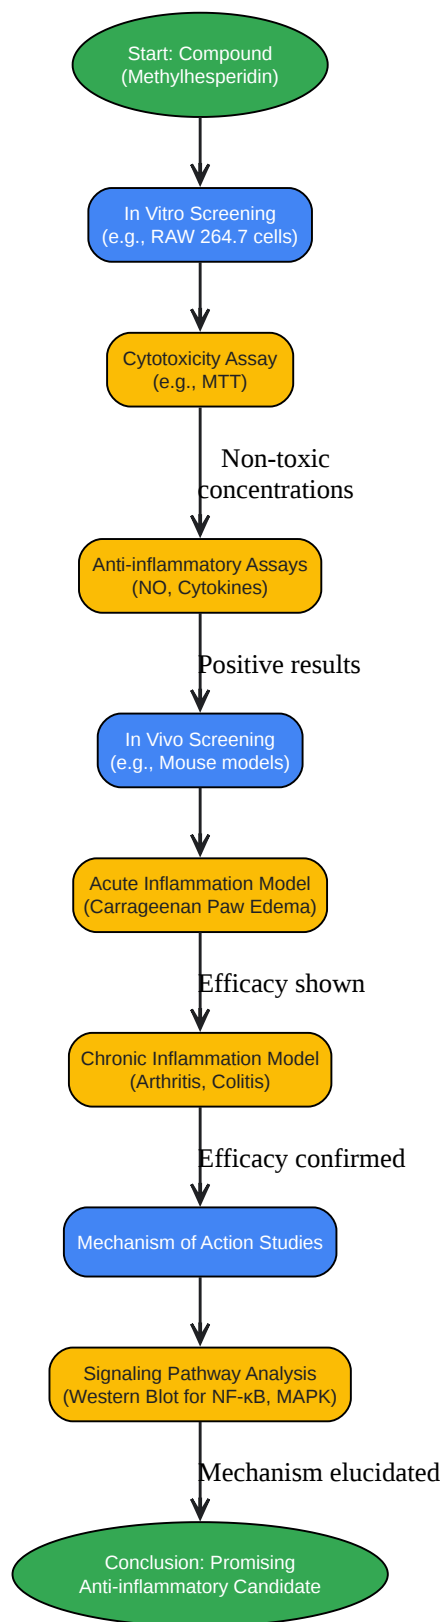 Start: Compound
(Methylhesperidin)
In Vitro Screening
(e.g., RAW 264.7 cells)
Cytotoxicity Assay
(e.g., MTT)
Non-toxic
concentrations
Anti-inflammatory Assays
(NO, Cytokines)
Positive results
In Vivo Screening
(e.g., Mouse models)
Acute Inflammation Model
(Carrageenan Paw Edema)
Efficacy shown
Chronic Inflammation Model
(Arthritis, Colitis)
Efficacy confirmed
Mechanism of Action Studies
Signaling Pathway Analysis
(Western Blot for NF-κB, MAPK)
Mechanism elucidated
Conclusion: Promising
Anti-inflammatory Candidate